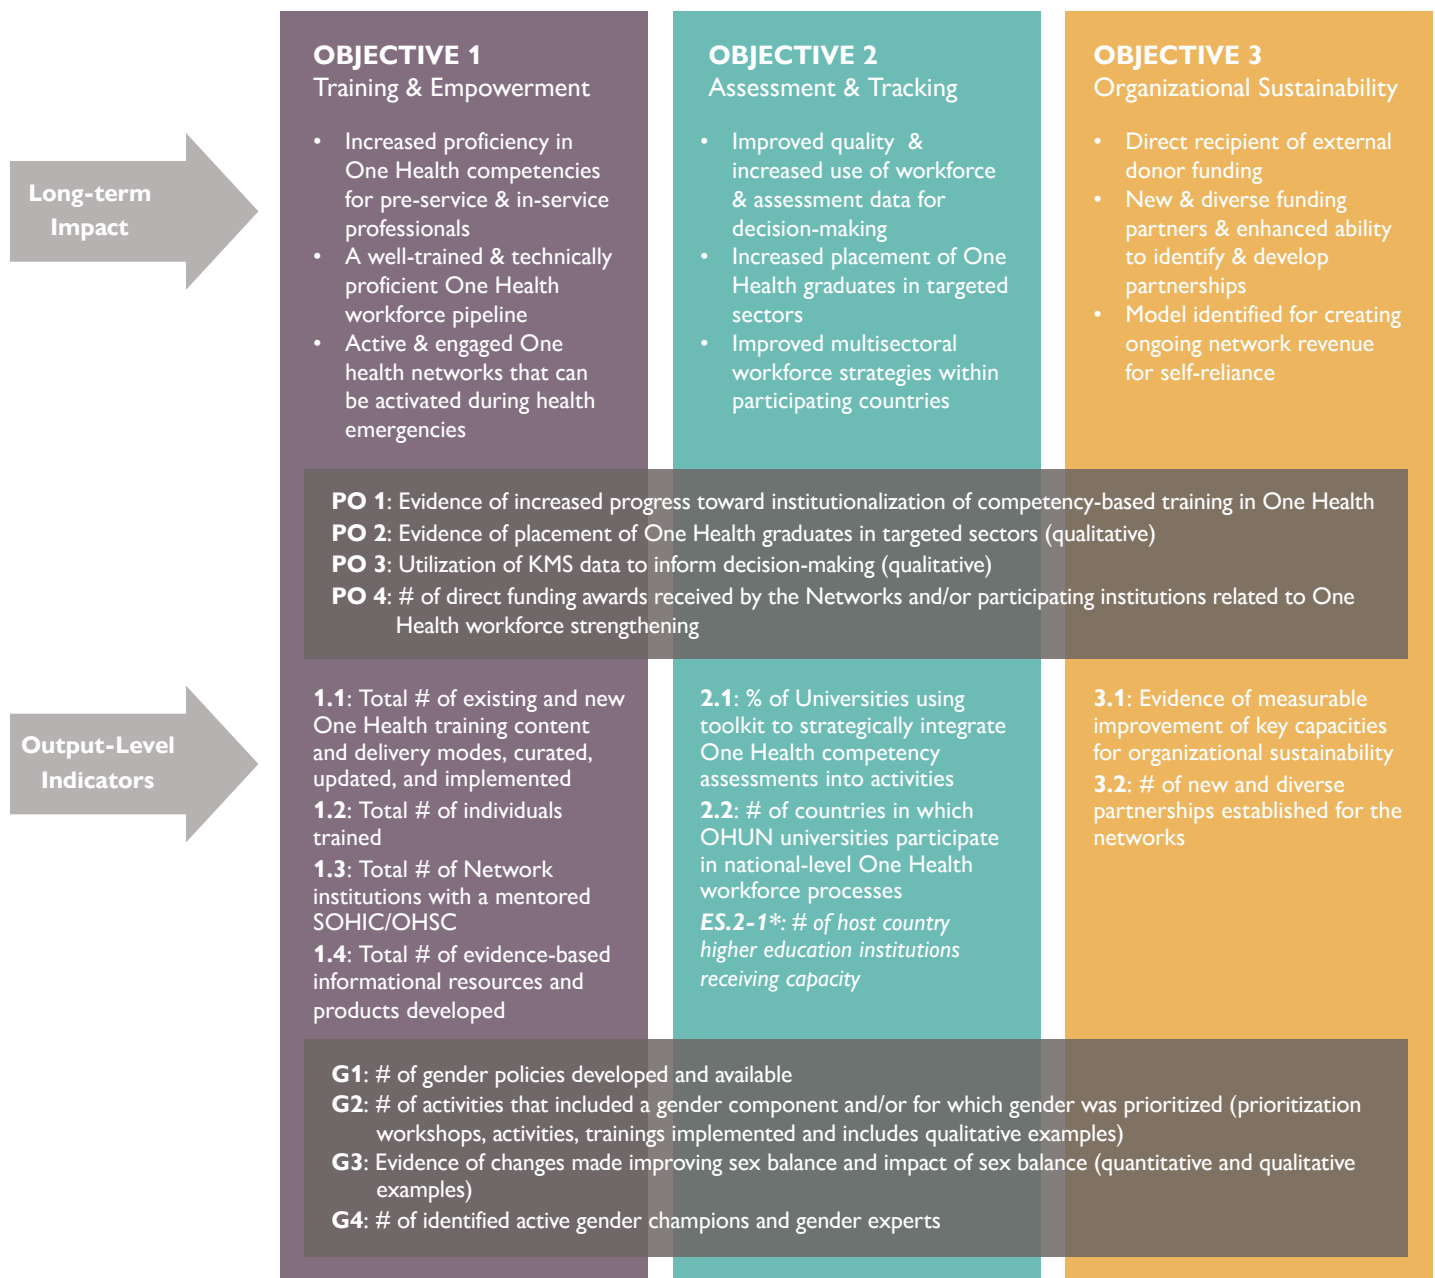 OBJECTIVE 1
Training & Empowerment
• Increased proficiency in
One Health competencies
for pre-service & in-service
professionals
• A well-trained & technically
proficient One Health
workforce pipeline
• Active & engaged One
health networks that can
be activated during health
emergencies
OBJECTIVE 2
Assessment & Tracking
• Improved quality & 
increased use of workforce
& assessment data for
decision-making
• Increased placement of One
Health graduates in targeted
sectors
• Improved multisectoral
workforce strategies within
participating countries
OBJECTIVE 3
Organizational Sustainability
• Direct recipient of external
donor funding
• New & diverse funding
partners & enhanced ability
to identify & develop
partnerships
• Model identified for creating
ongoing network revenue
for self-reliance
Long-term
Impact
PO 1: Evidence of increased progress toward institutionalization of competency-based training in One Health
PO 2: Evidence of placement of One Health graduates in targeted sectors (qualitative)
PO 3: Utilization of KMS data to inform decision-making (qualitative)
PO 4: # of direct funding awards received by the Networks and/or participating institutions related to One
Health workforce strengthening
Output-Level
Indicators
1.1: Total # of existing and new
One Health training content
and delivery modes, curated,
updated, and implemented
1.2: Total # of individuals
trained
1.3: Total # of Network
institutions with a mentored
SOHIC/OHSC
1.4: Total # of evidence-based
informational resources and
products developed
2.1: % of Universities using
toolkit to strategically integrate
One Health competency
assessments into activities
2.2: # of countries in which
OHUN universities participate
in national-level One Health
workforce processes
ES.2-1*: # of host country
higher education institutions
receiving capacity
3.1: Evidence of measurable
improvement of key capacities
for organizational sustainability
3.2: # of new and diverse
partnerships established for the
networks
G1: # of gender policies developed and available
G2: # of activities that included a gender component and/or for which gender was prioritized (prioritization
workshops, activities, trainings implemented and includes qualitative examples)
G3: Evidence of changes made improving sex balance and impact of sex balance (quantitative and qualitative
examples)
G4: # of identified active gender champions and gender experts